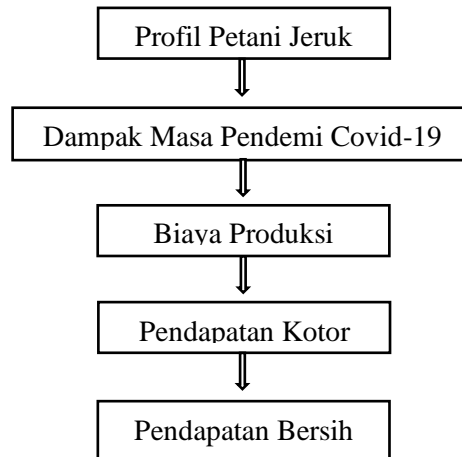 Profil Petani Jeruk
Dampak Masa Pendemi Covid-19
Biaya Produksi
Pendapatan Kotor
Pendapatan Bersih